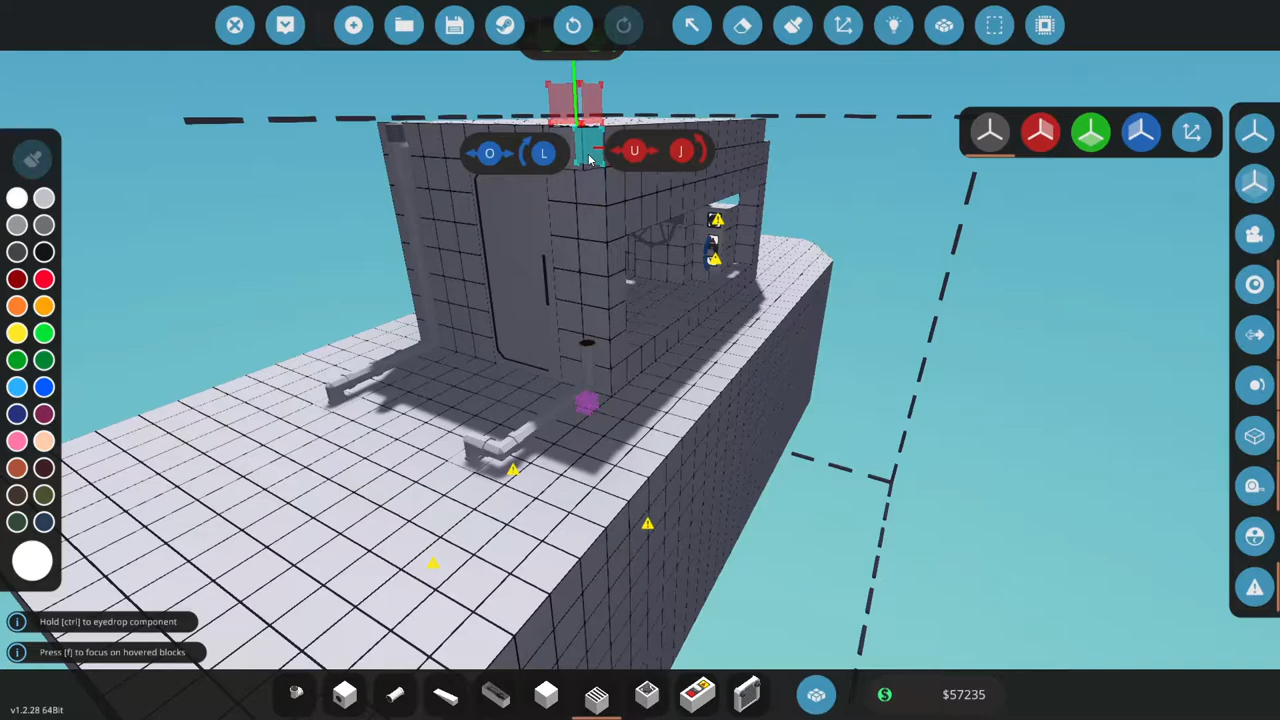 O
L
U
J
Hold [ctrl] to eyedrop component
Press [f] to focus on hovered blocks
$
$57235
v1.2.28 64Bit